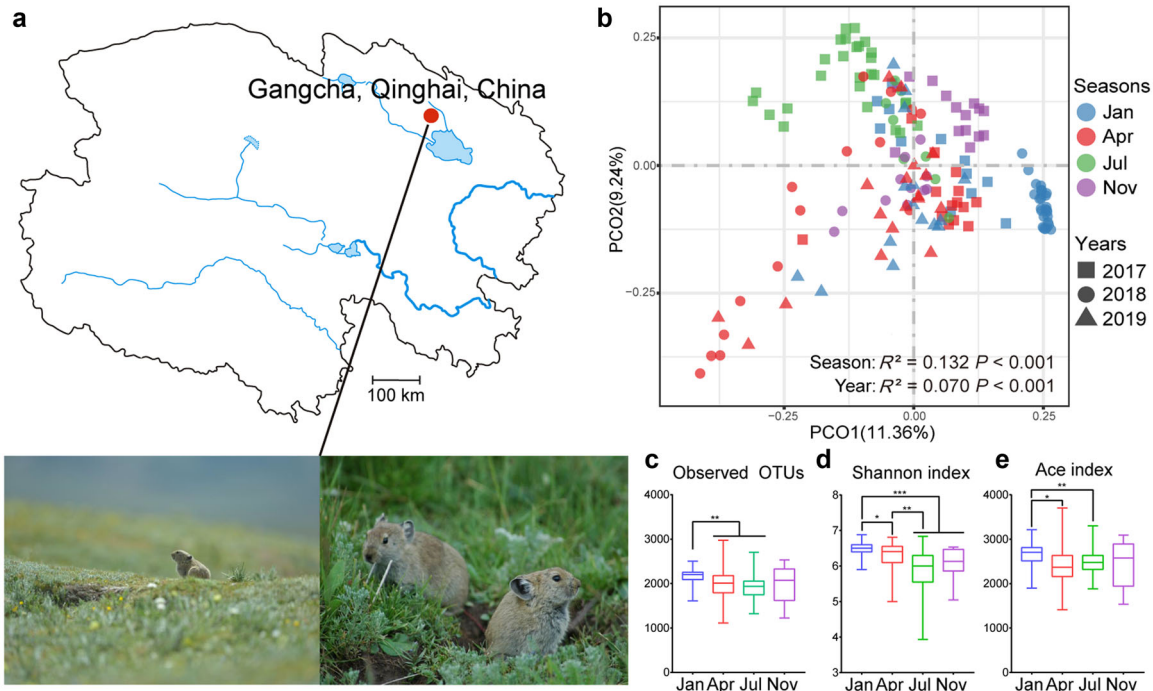 a
Gangcha, Qinghai, China
100 km
b
PCO2(9.24%)
0.25
0.00
−0.25
−0.25
0.00
0.25
PCO1(11.36%)
Season: R² = 0.132 P < 0.001
Year: R² = 0.070 P < 0.001
Seasons
Jan
Apr
Jul
Nov
Years
2017
2018
2019
c
Observed OTUs
4000
3000
2000
1000
0
**
Jan Apr Jul Nov
d
Shannon index
8
7
6
5
4
3
***
*
**
Jan Apr Jul Nov
e
Ace index
4000
3000
2000
1000
0
**
*
Jan Apr Jul Nov